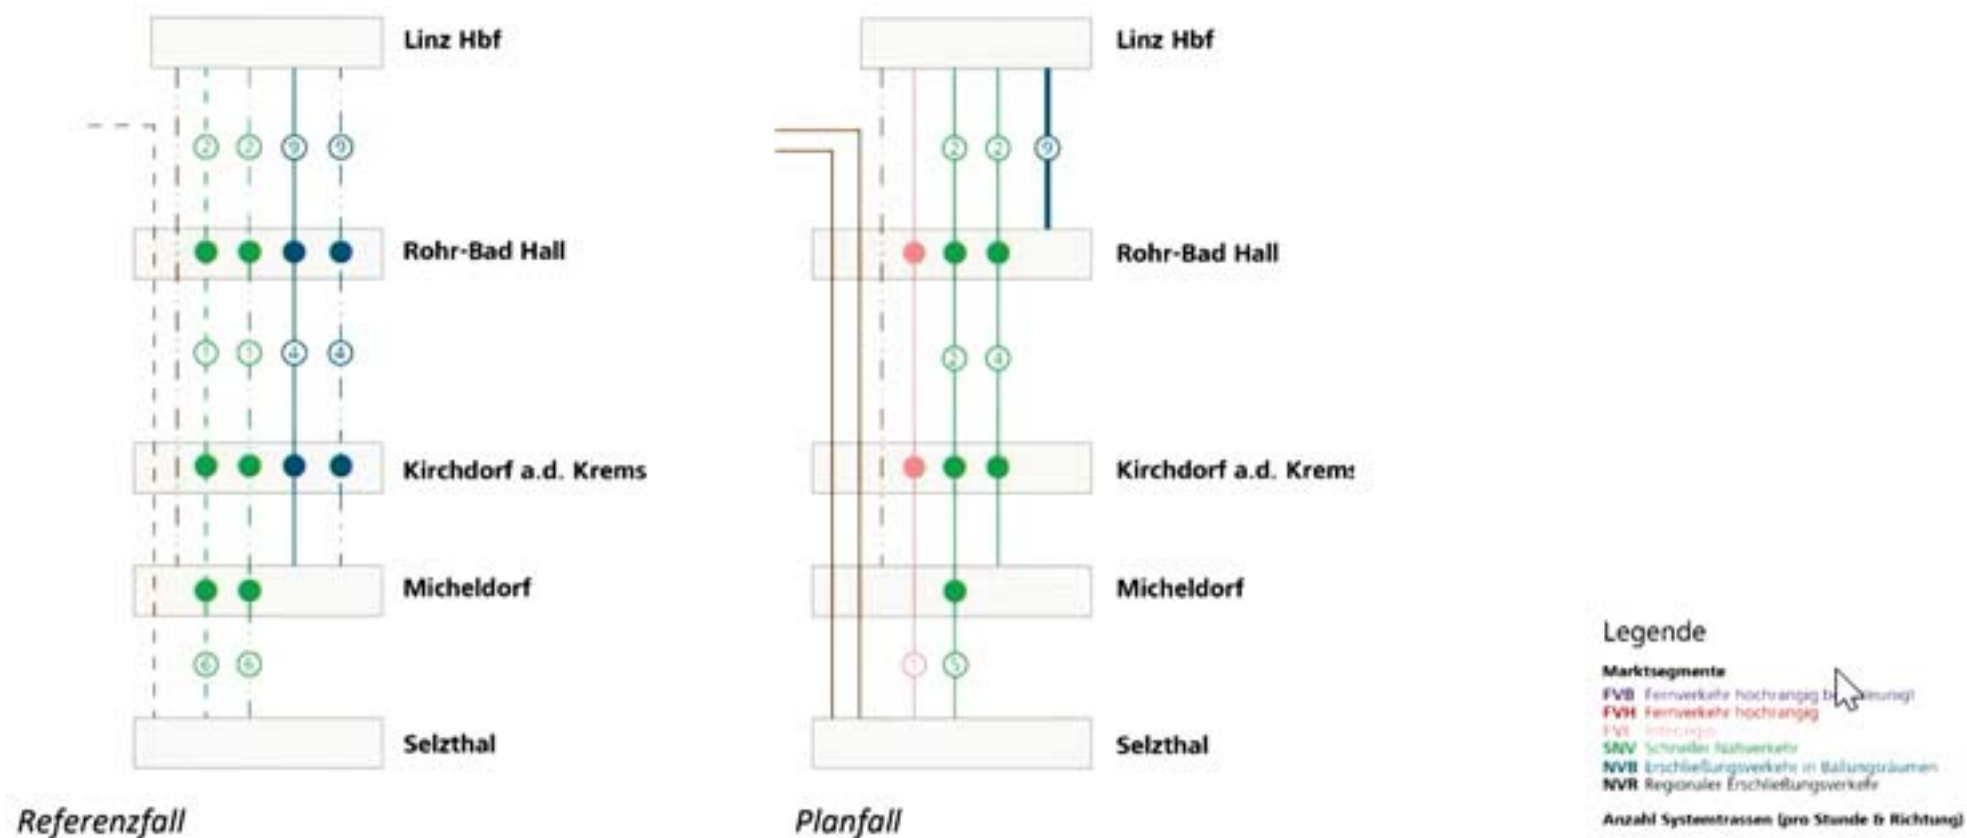 Linz Hbf
2 2 9 9
Rohr-Bad Hall
1 1 4 4
Kirchdorf a.d. Krems
Micheldorf
6 6
Selzthal
Referenzfall
Linz Hbf
2 2 9
Rohr-Bad Hall
2 4
Kirchdorf a.d. Krems
Micheldorf
1 5
Selzthal
Planfall
Legende
Marktsegmente
FVB Fernverkehr hochrangig
FVH Fernverkehr hochrangig
SNV Schneller Nahverkehr
NVB Erschließungsverkehr in Ballungsräumen
NVR Regionaler Erschließungsverkehr
Anzahl Systemtrassen (pro Stunde & Richtung)